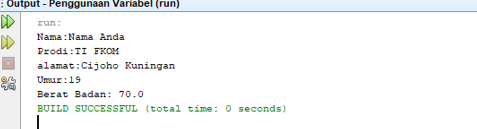 : Output - Penggunaan Variabel (run)
run:
Nama:Nama Anda
Prodi:TI FKOM
alamat:Cijoho Kuningan
Umur:19
Berat Badan: 70.0
BUILD SUCCESSFUL (total time: 0 seconds)